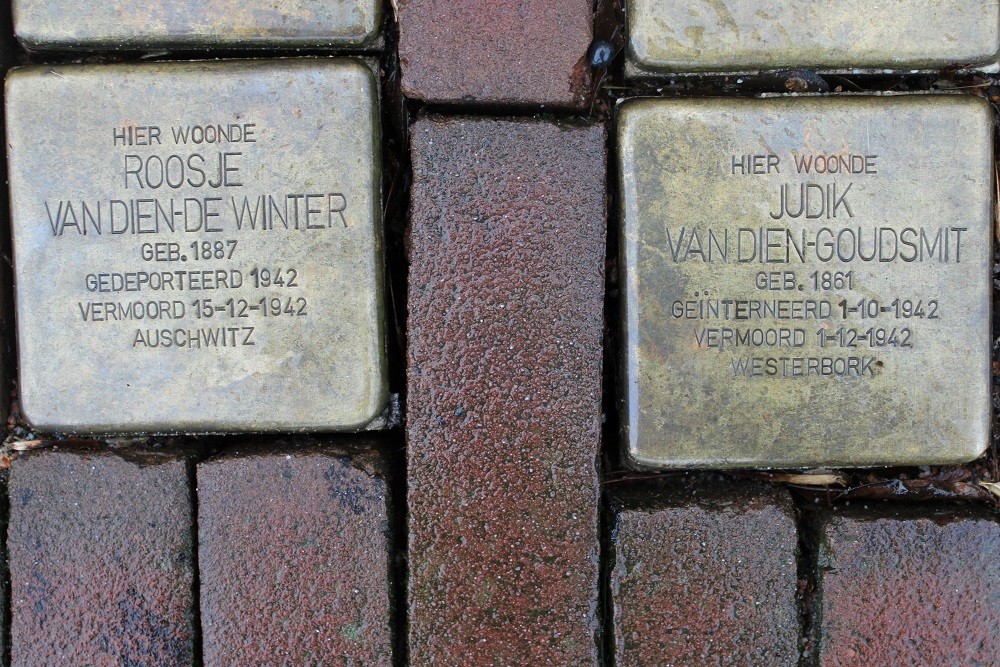 HIER WOONDE
ROOSJE
VAN DIEN-DE WINTER
GEB. 1887
GEDEPORTEERD 1942
VERMOORD 15-12-1942
AUSCHWITZ
HIER WOONDE
JUDIK
VAN DIEN-GOUDSMIT
GEB. 1861
GEÏNTERNEERD 1-10-1942
VERMOORD 1-12-1942
WESTERBORK